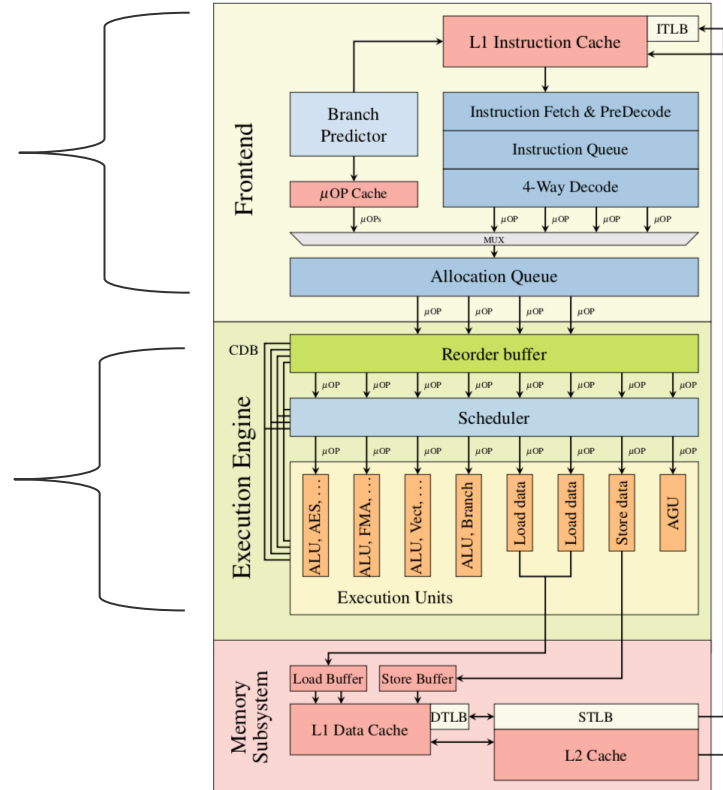 Frontend
L1 Instruction Cache
ITLB
Branch
Predictor
Instruction Fetch & PreDecode
Instruction Queue
4-Way Decode
μOP Cache
μOPs
μOP
μOP
μOP
μOP
MUX
Allocation Queue
μOP
μOP
μOP
μOP
Execution Engine
CDB
Reorder buffer
μOP
μOP
μOP
μOP
μOP
μOP
μOP
μOP
Scheduler
μOP
μOP
μOP
μOP
μOP
μOP
μOP
μOP
ALU, AES, ...
ALU, FMA, ...
ALU, Vect, ...
ALU, Branch
Load data
Load data
Store data
AGU
Execution Units
Memory
Subsystem
Load Buffer
Store Buffer
L1 Data Cache
DTLB
STLB
L2 Cache